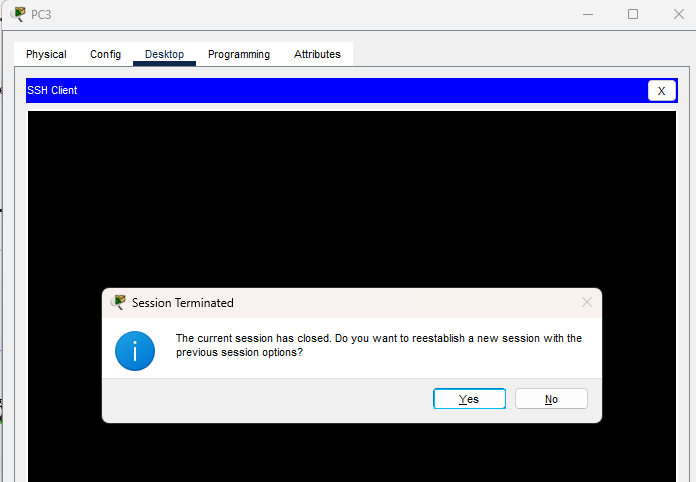 PC3
Physical Config Desktop Programming Attributes
SSH Client
X
Session Terminated
The current session has closed. Do you want to reestablish a new session with the
previous session options?
Yes No